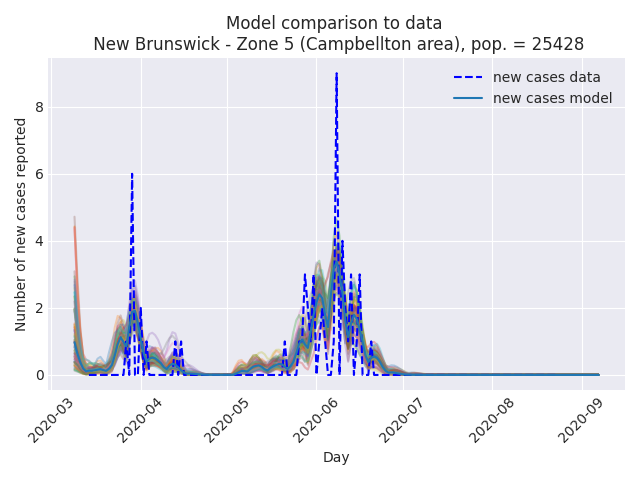 Model comparison to data
New Brunswick - Zone 5 (Campbellton area), pop. = 25428
new cases data
new cases model
Number of new cases reported
8
6
4
2
0
2020-03
2020-04
2020-05
2020-06
2020-07
2020-08
2020-09
Day